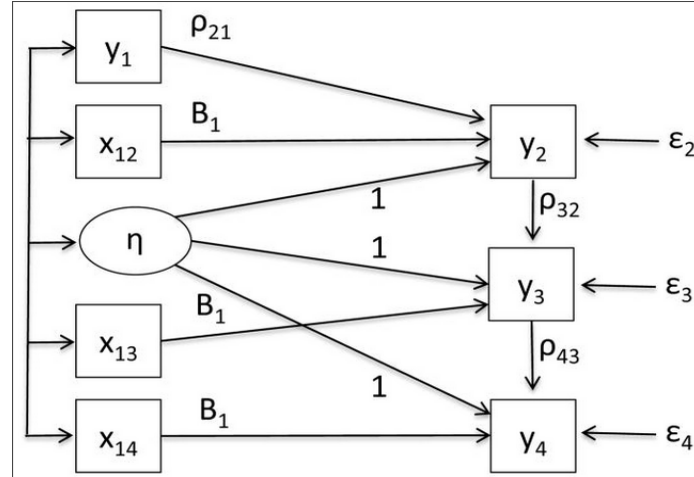 y₁
ρ₂₁
x₁₂
B₁
y₂
ε₂
1
ρ₃₂
η
1
y₃
ε₃
B₁
x₁₃
1
ρ₄₃
x₁₄
B₁
y₄
ε₄